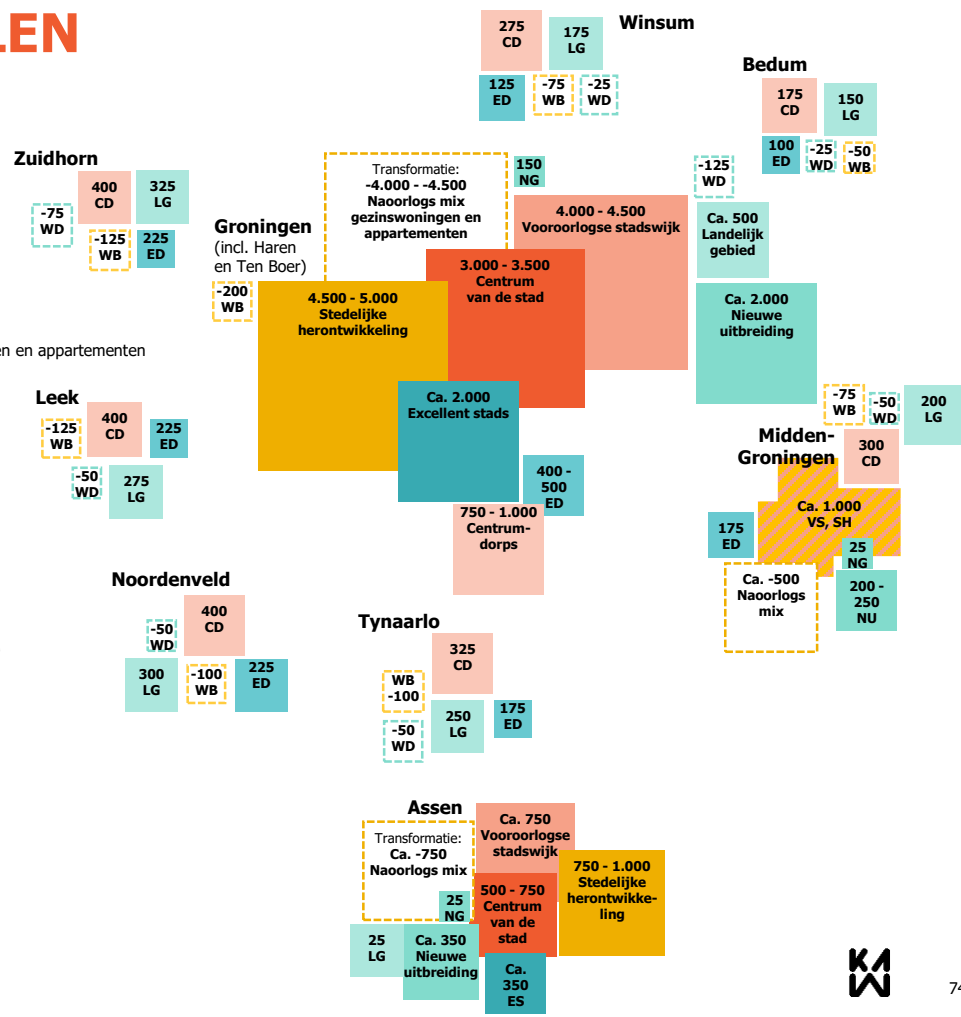 LEN
Winsum
275
CD
175
LG
125
ED
-75
WB
-25
WD
Bedum
175
CD
150
LG
100
ED
-25
WD
-50
WB
Zuidhorn
400
CD
325
LG
-75
WD
-125
WB
225
ED
Groningen
(incl. Haren
en Ten Boer)
Transformatie:
-4.000 - -4.500
Naoorlogs mix
gezinswoningen en
appartementen
150
NG
4.000 - 4.500
Vooroorlogse stadswijk
-125
WD
Ca. 500
Landelijk
gebied
-200
WB
4.500 - 5.000
Stedelijke
herontwikkeling
3.000 - 3.500
Centrum
van de stad
Ca. 2.000
Nieuwe
uitbreiding
Ca. 2.000
Excellent stads
400 -
500
ED
750 - 1.000
Centrum-
dorps
en en appartementen
Leek
-125
WB
400
CD
225
ED
-50
WD
275
LG
Midden-
Groningen
-75
WB
-50
WD
200
LG
300
CD
Ca. 1.000
VS, SH
175
ED
25
NG
Ca. -500
Naoorlogs
mix
200 -
250
NU
Noordenveld
400
CD
-50
WD
300
LG
-100
WB
225
ED
Tynaarlo
325
CD
WB
-100
250
LG
175
ED
-50
WD
Assen
Transformatie:
Ca. -750
Naoorlogs mix
Ca. 750
Vooroorlogse
stadswijk
750 - 1.000
Stedelijke
herontwikke-
ling
25
NG
500 - 750
Centrum
van de
stad
25
LG
Ca. 350
Nieuwe
uitbreiding
Ca.
350
ES
KAW
74